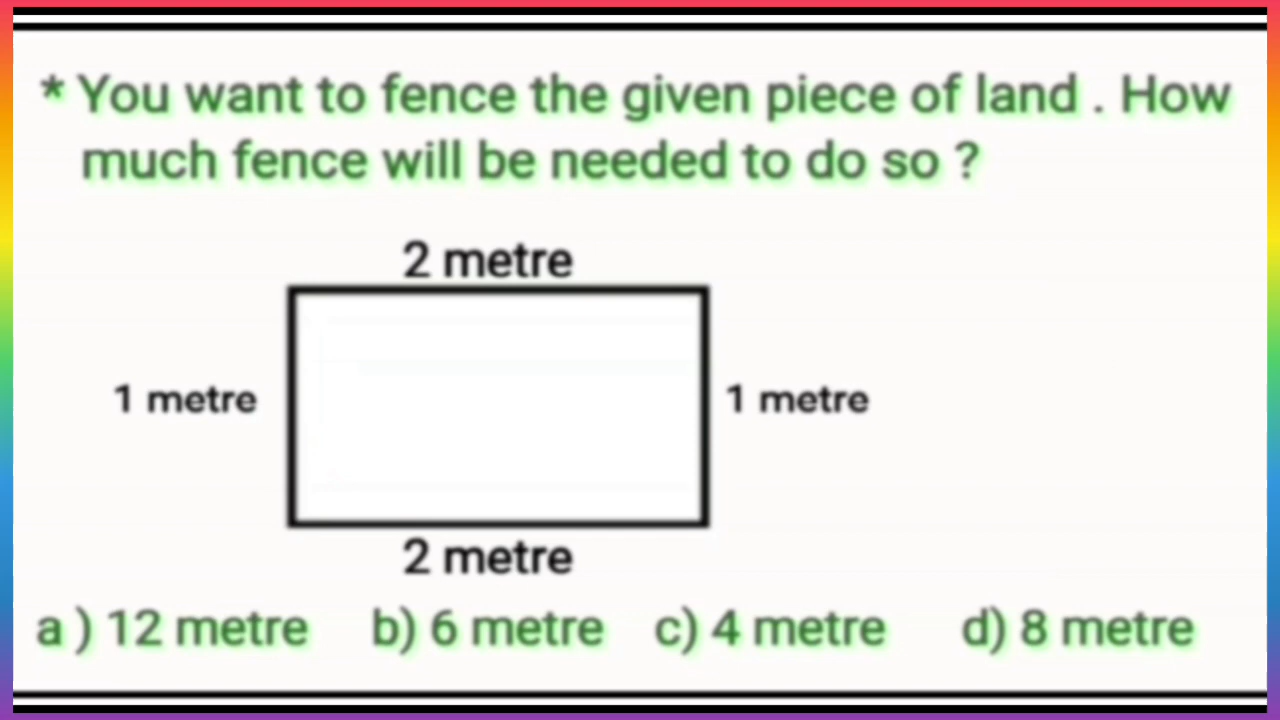 * You want to fence the given piece of land . How
much fence will be needed to do so ?
2 metre
1 metre
1 metre
2 metre
a ) 12 metre b) 6 metre c) 4 metre d) 8 metre